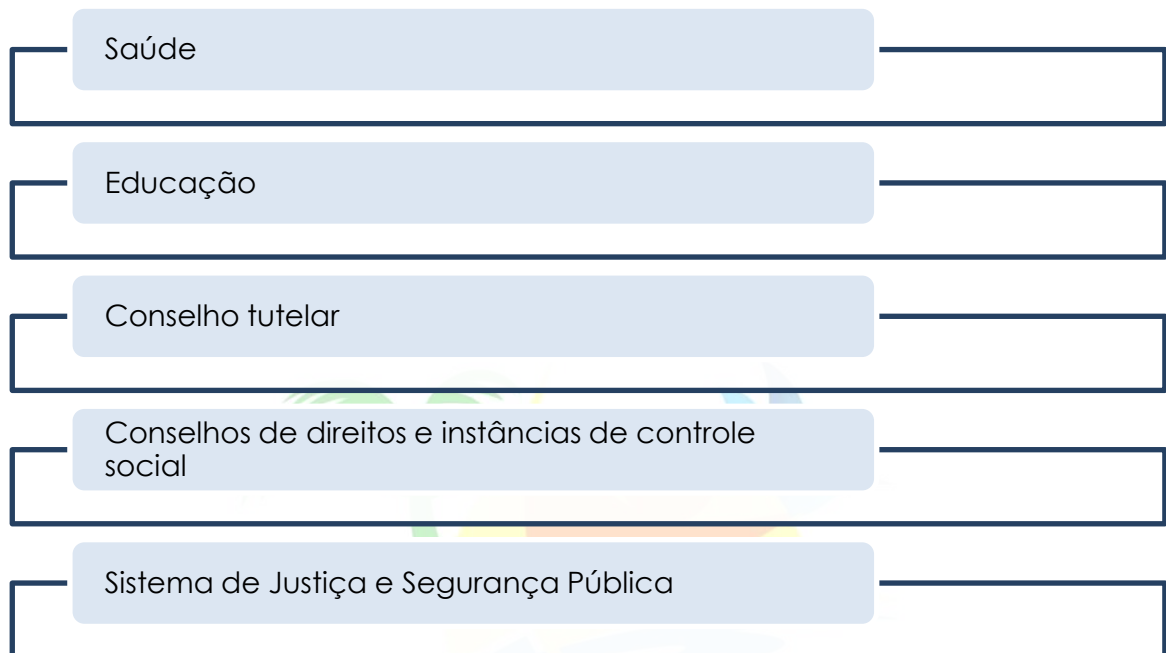 Saúde
Educação
Conselho tutelar
Conselhos de direitos e instâncias de controle
social
Sistema de Justiça e Segurança Pública